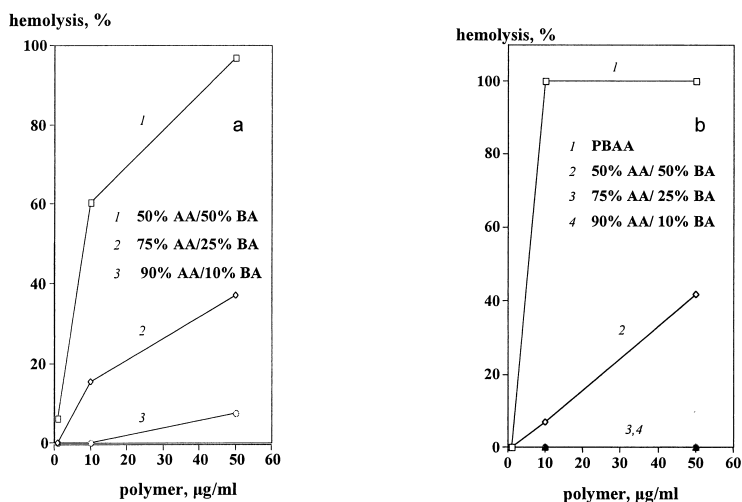 hemolysis, %
100
80
60
40
20
0
0 10 20 30 40 50 60
polymer, µg/ml
a
1
2
3
1 50% AA/50% BA
2 75% AA/25% BA
3 90% AA/10% BA
hemolysis, %
100
80
60
40
20
0
0 10 20 30 40 50 60
polymer, µg/ml
b
1
2
3,4
1 PBAA
2 50% AA/ 50% BA
3 75% AA/ 25% BA
4 90% AA/ 10% BA